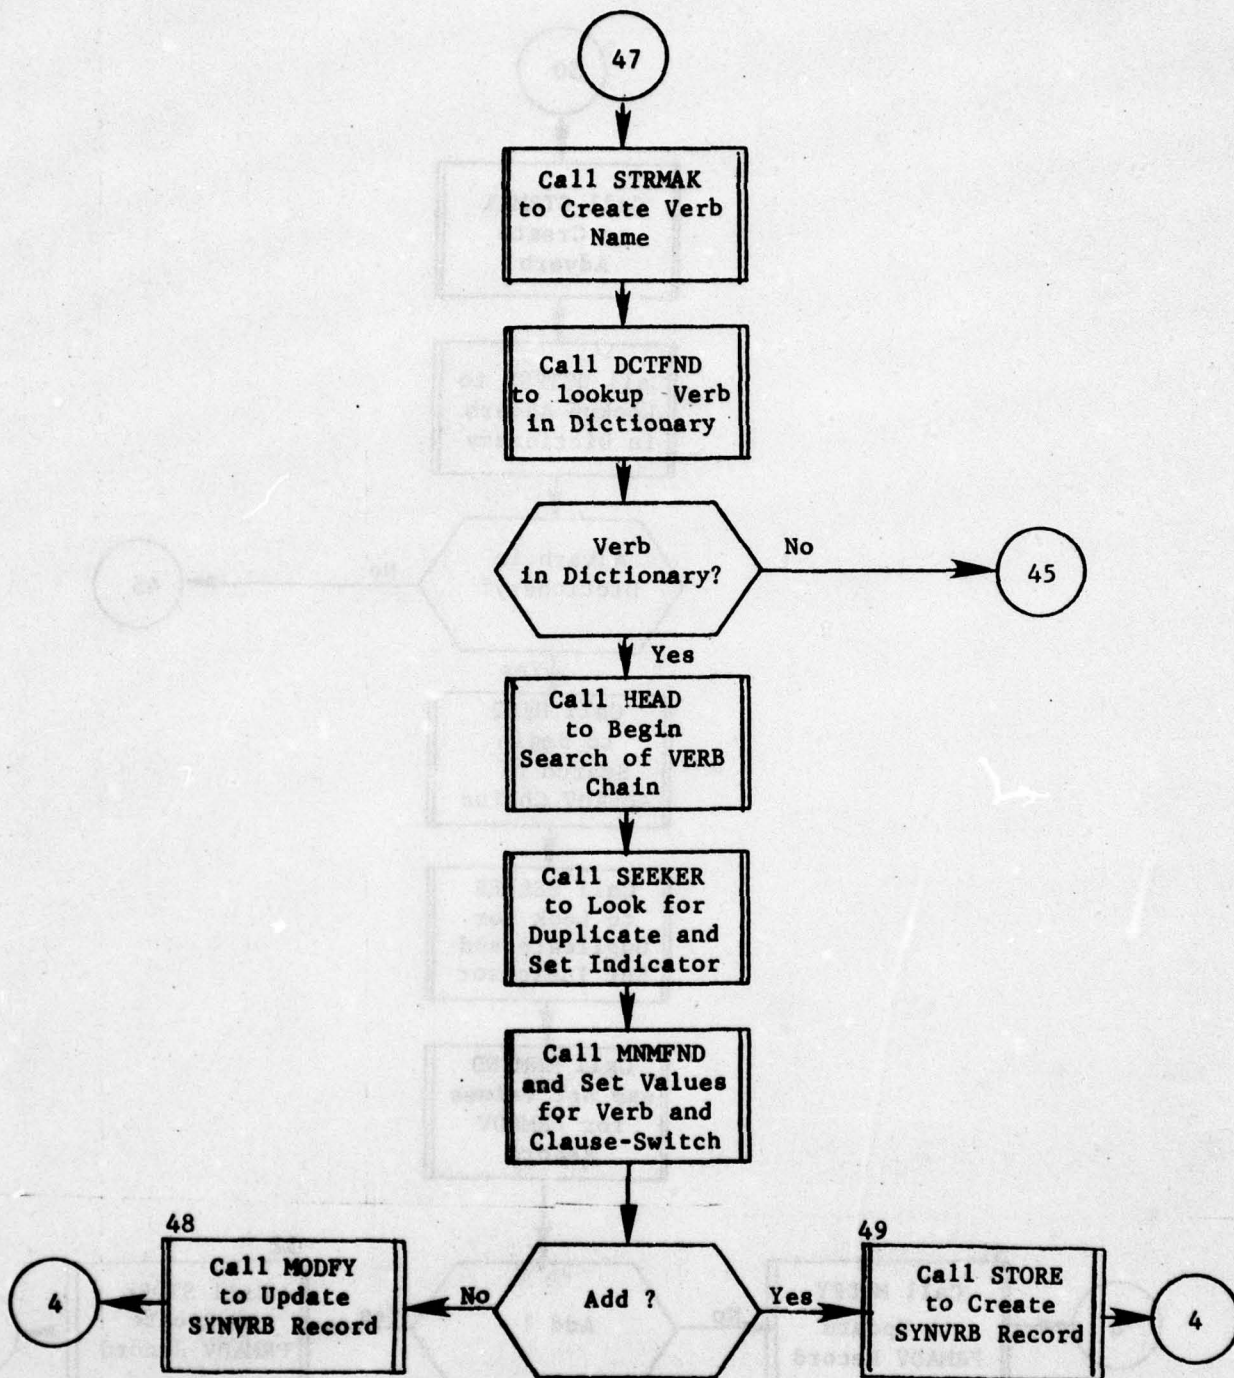 47
Call STRMAK
to Create Verb
Name
Call DCTFND
to lookup Verb
in Dictionary
Verb
in Dictionary?
No
45
Yes
Call HEAD
to Begin
Search of VERB
Chain
Call SEEKER
to Look for
Duplicate and
Set Indicator
Call MNMFND
and Set Values
for Verb and
Clause-Switch
48
Call MODFY
to Update
SYNVRB Record
4
No
Add ?
Yes
49
Call STORE
to Create
SYNVRB Record
4